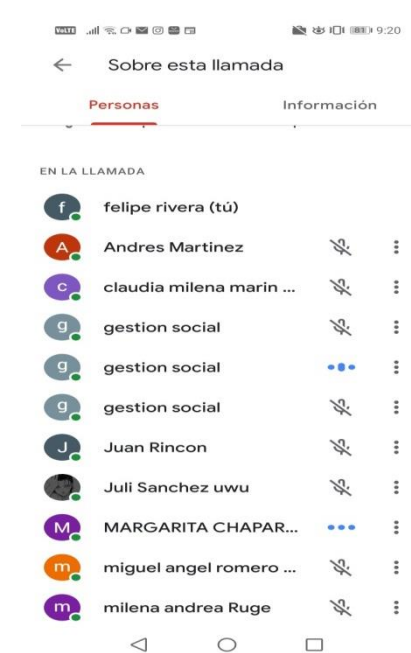 VoLTE 81 9:20
Sobre esta llamada
Personas Información
EN LA LLAMADA
f felipe rivera (tú)
A Andres Martinez
c claudia milena marin ...
g gestion social
g gestion social
g gestion social
J Juan Rincon
Juli Sanchez uwu
M MARGARITA CHAPAR...
m miguel angel romero ...
m milena andrea Ruge